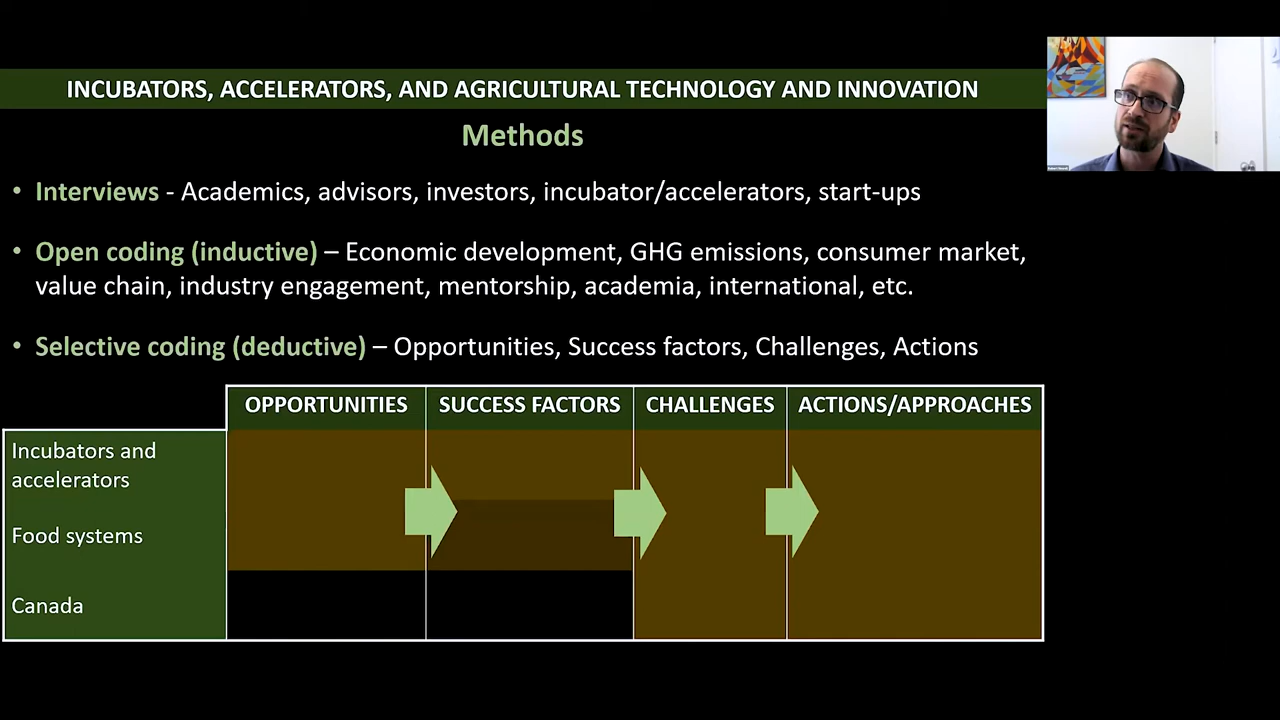 INCUBATORS, ACCELERATORS, AND AGRICULTURAL TECHNOLOGY AND INNOVATION
Methods
• Interviews - Academics, advisors, investors, incubator/accelerators, start-ups
• Open coding (inductive) – Economic development, GHG emissions, consumer market,
value chain, industry engagement, mentorship, academia, international, etc.
• Selective coding (deductive) – Opportunities, Success factors, Challenges, Actions
OPPORTUNITIES SUCCESS FACTORS CHALLENGES ACTIONS/APPROACHES
Incubators and
accelerators
Food systems
Canada